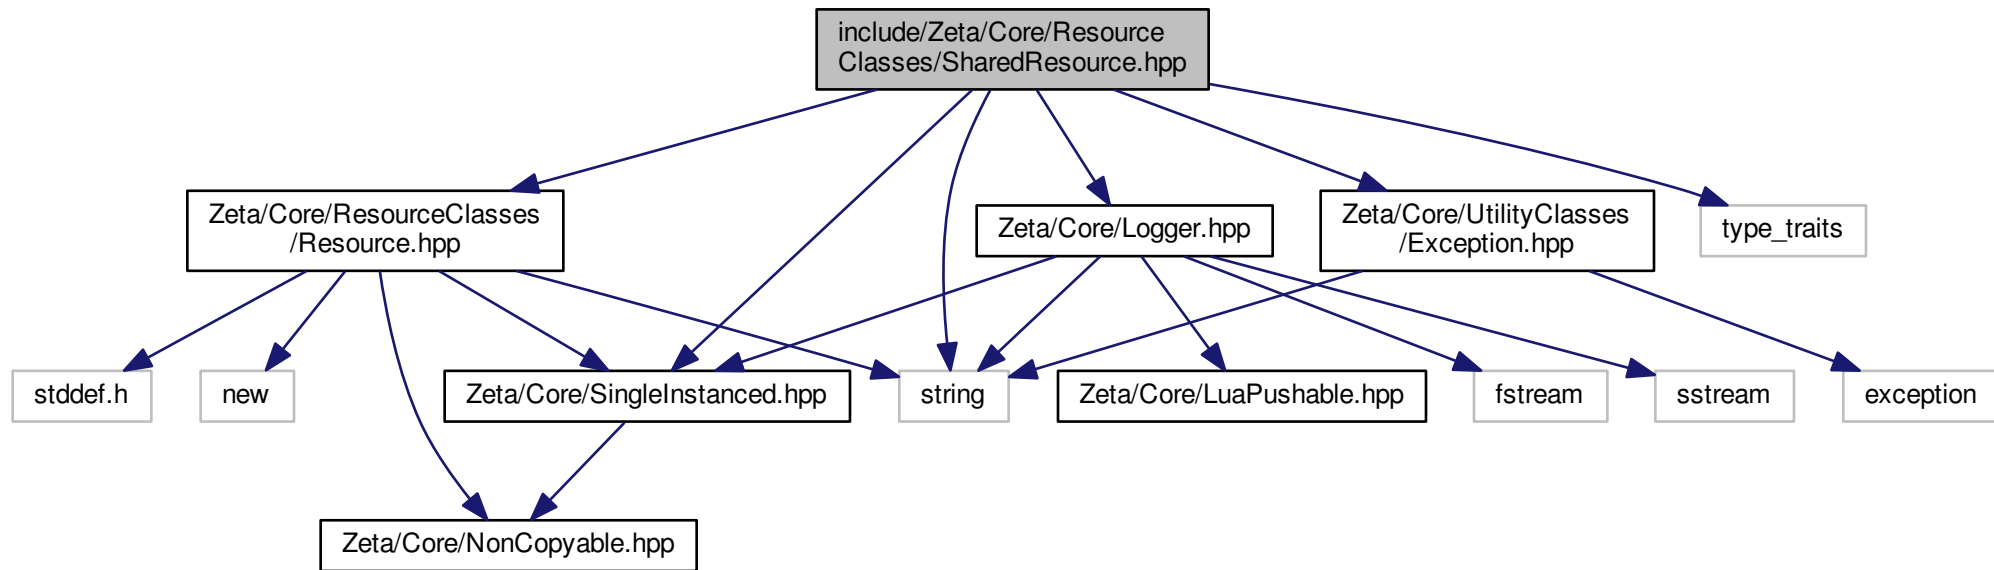 include/Zeta/Core/Resource
Classes/SharedResource.hpp
Zeta/Core/ResourceClasses
/Resource.hpp
Zeta/Core/Logger.hpp
Zeta/Core/UtilityClasses
/Exception.hpp
type_traits
stddef.h
new
Zeta/Core/SingleInstanced.hpp
string
Zeta/Core/LuaPushable.hpp
fstream
sstream
exception
Zeta/Core/NonCopyable.hpp